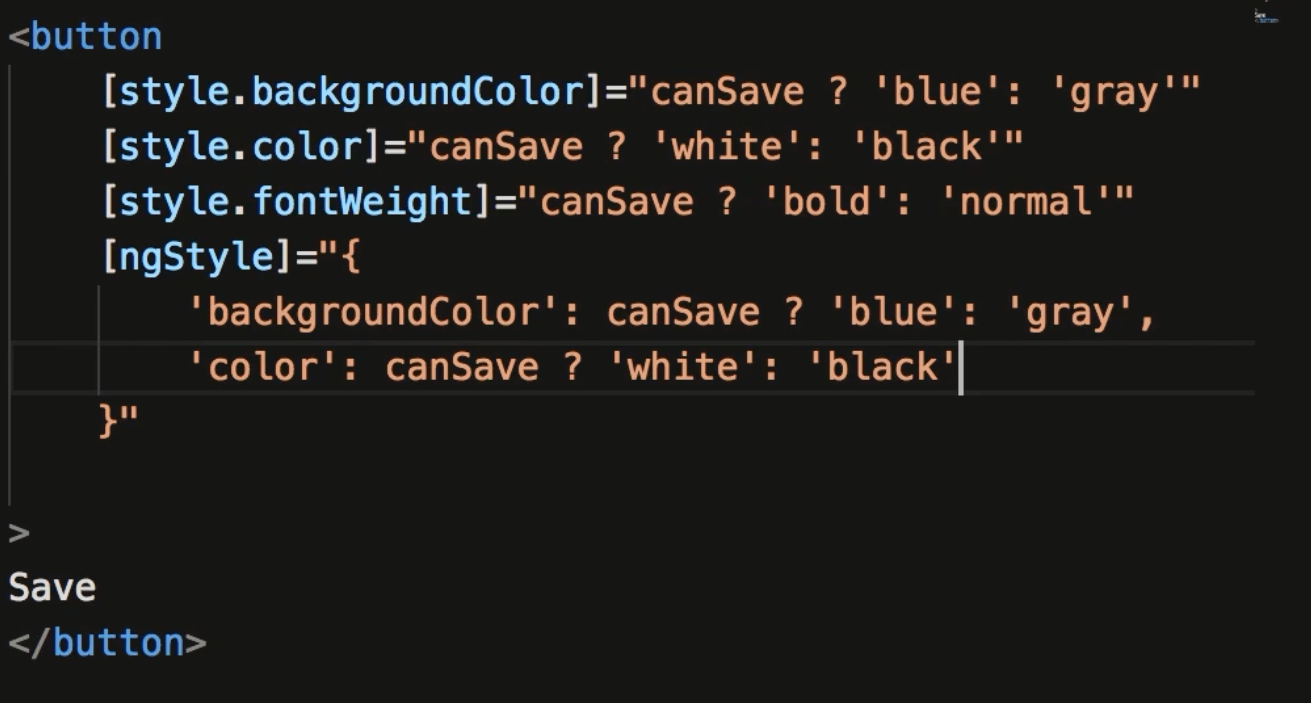 <button
[style.backgroundColor]="canSave ? 'blue': 'gray'"
[style.color]="canSave ? 'white': 'black'"
[style.fontWeight]="canSave ? 'bold': 'normal'"
[ngStyle]="{
'backgroundColor': canSave ? 'blue': 'gray',
'color': canSave ? 'white': 'black'
}"
>
Save
</button>